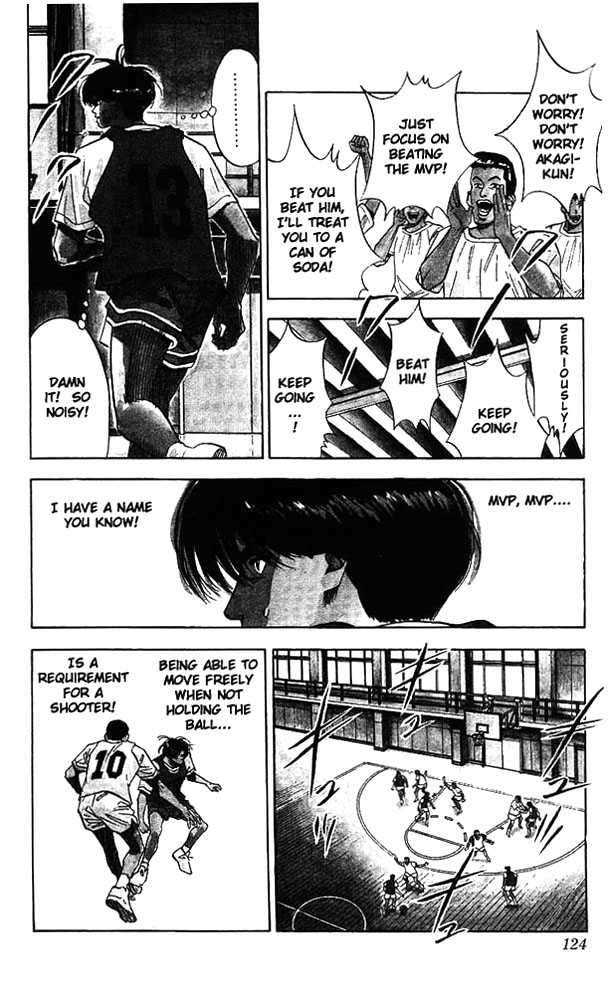 DON'T
WORRY!
DON'T
WORRY!
AKAGI-
KUN!
JUST
FOCUS ON
BEATING
THE MVP!
IF YOU
BEAT HIM,
I'LL TREAT
YOU TO A
CAN OF
SODA!
SERIOUSLY!
KEEP
GOING!
BEAT
HIM!
KEEP
GOING
...
!
.........
13
DAMN
IT! SO
NOISY!
MVP, MVP....
I HAVE A NAME
YOU KNOW!
BEING ABLE TO
MOVE FREELY
WHEN NOT
HOLDING THE
BALL...
IS A
REQUIREMENT
FOR A
SHOOTER!
10
124